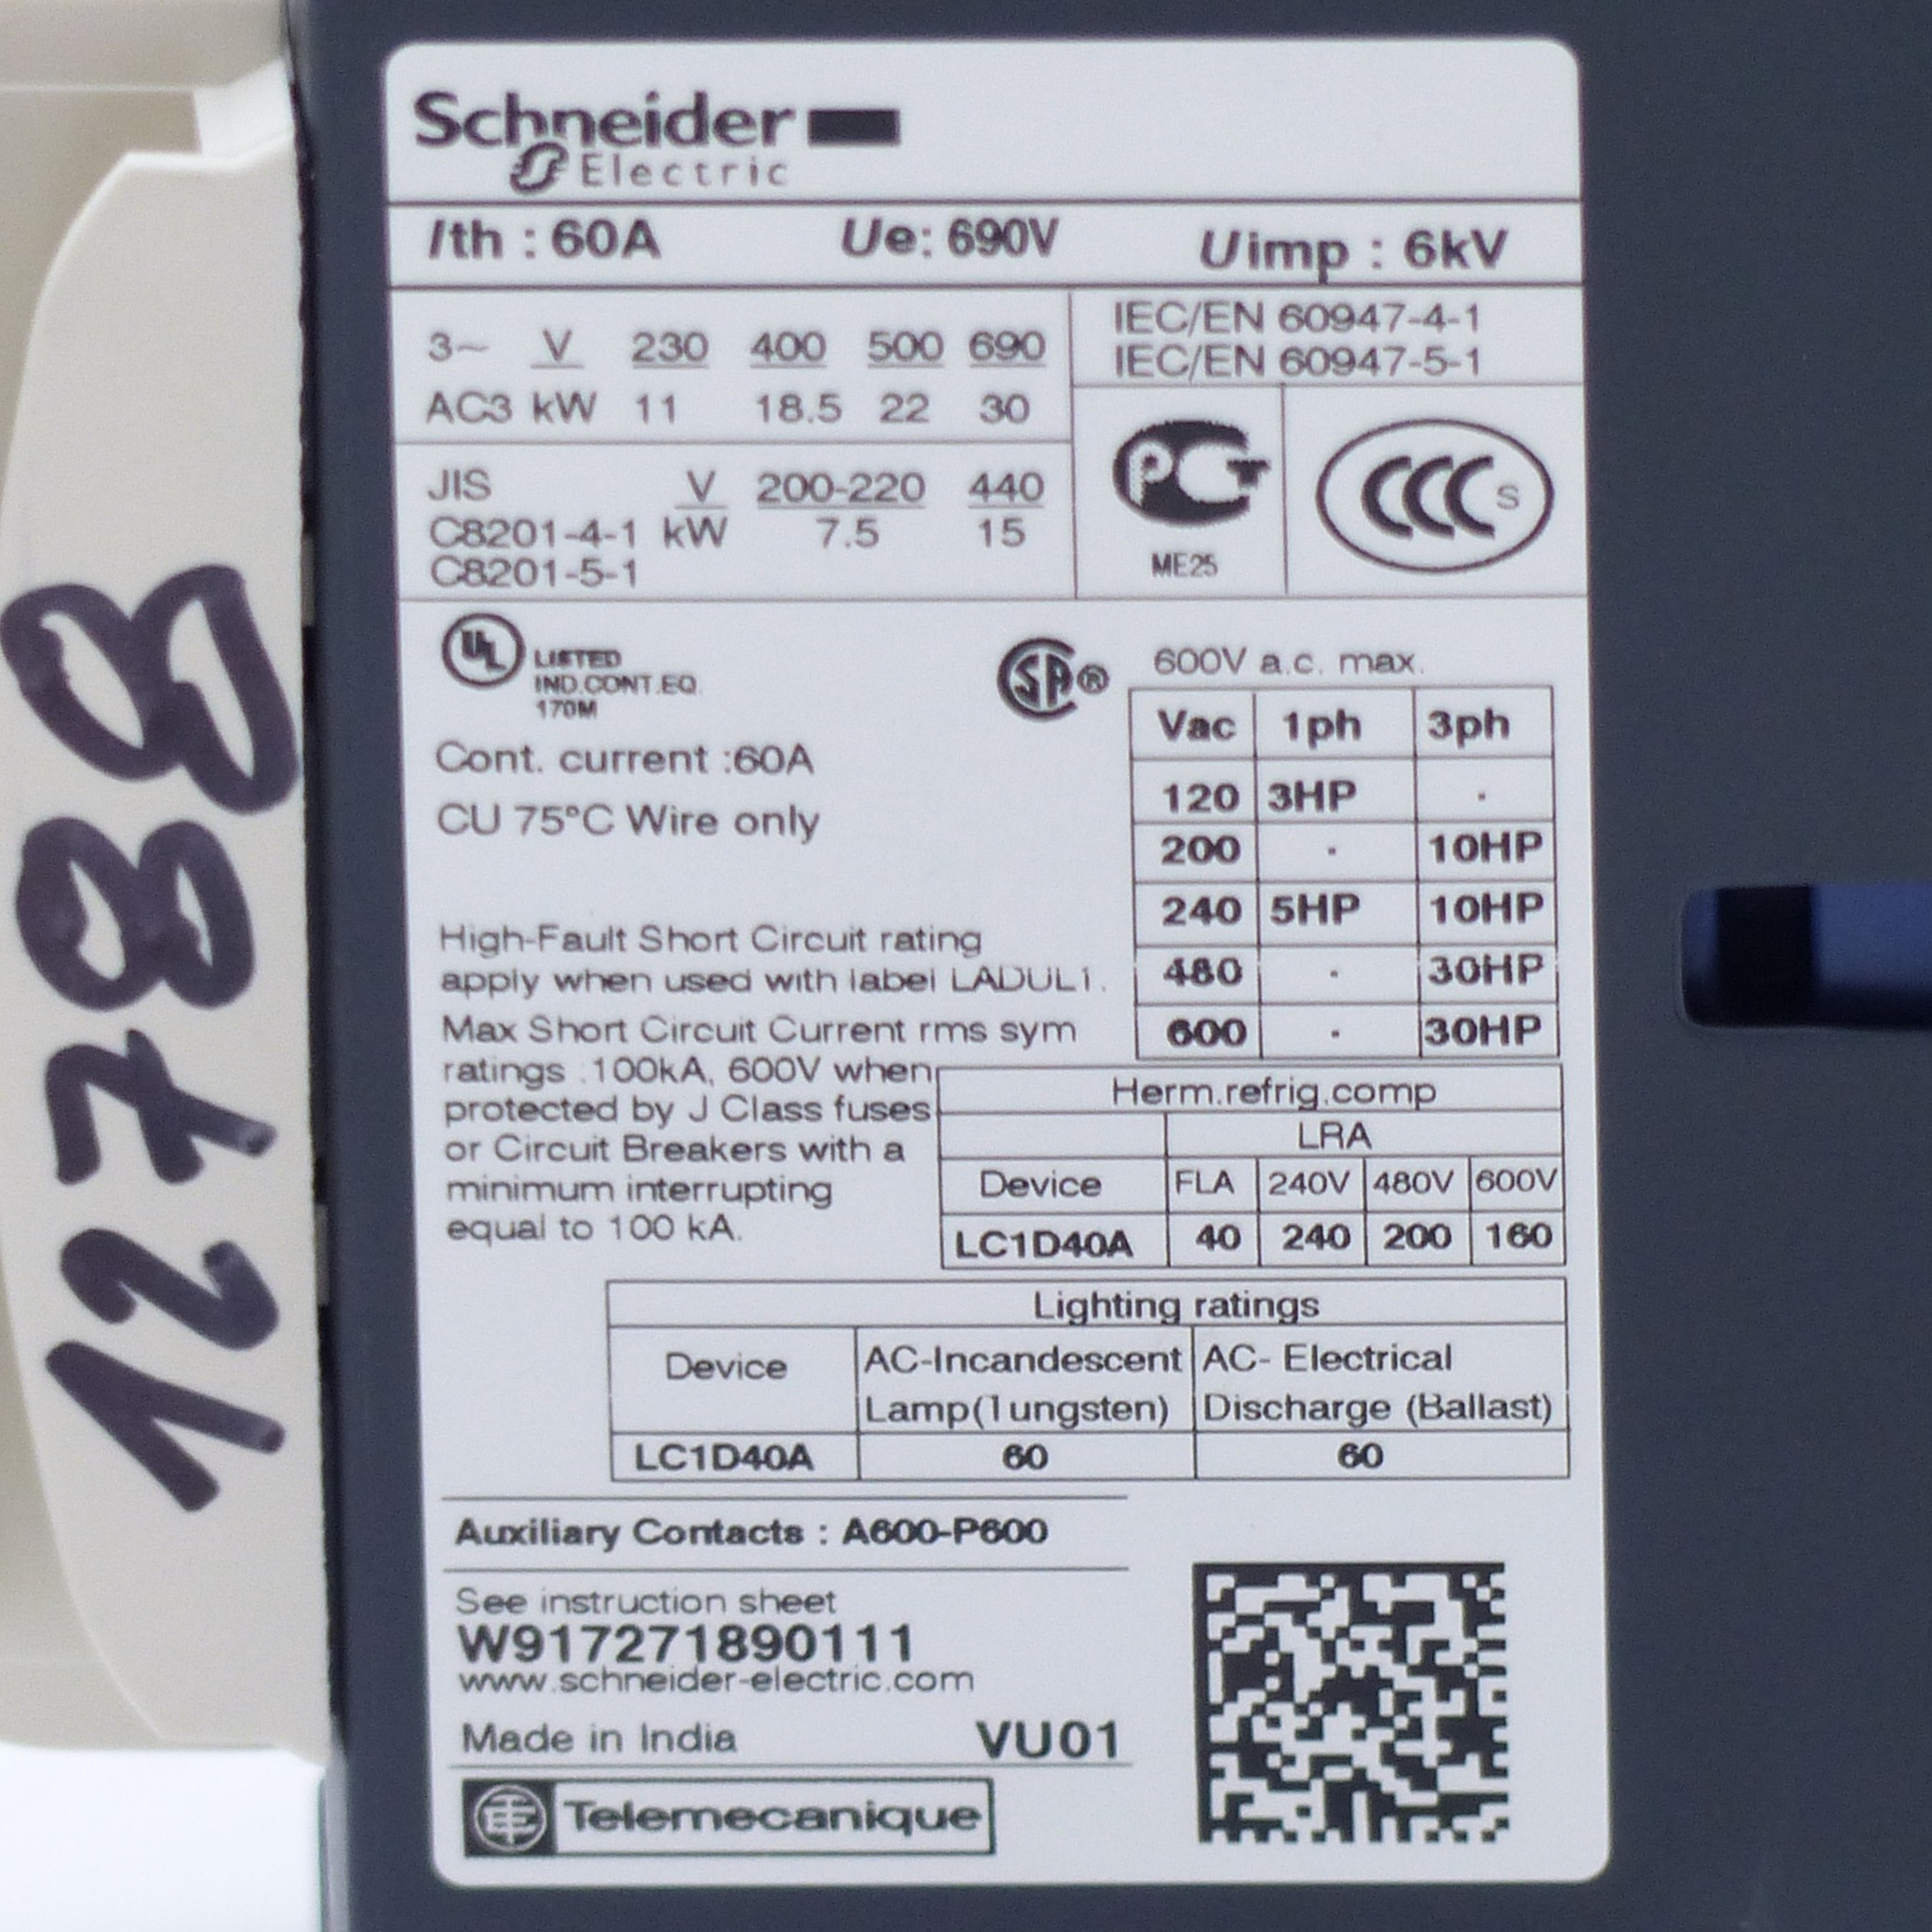 Schneider
Electric
Ith : 60A Ue: 690V Uimp : 6kV
3~ V 230 400 500 690
AC3 kW 11 18.5 22 30
IEC/EN 60947-4-1
IEC/EN 60947-5-1
JIS V 200-220 440
C8201-4-1 kW 7.5 15
C8201-5-1
PCT
ME25
CCC S
UL LISTED
IND.CONT.EQ.
170M
SA ®
Cont. current :60A
CU 75°C Wire only
600V a.c. max.
Vac 1ph 3ph
120 3HP .
200 . 10HP
240 5HP 10HP
480 . 30HP
600 . 30HP
High-Fault Short Circuit rating
apply when used with label LADUL1.
Max Short Circuit Current rms sym
ratings :100kA, 600V when
protected by J Class fuses
or Circuit Breakers with a
minimum interrupting
equal to 100 kA.
Herm.refrig.comp
LRA
Device FLA 240V 480V 600V
LC1D40A 40 240 200 160
Lighting ratings
Device AC-Incandescent AC- Electrical
Lamp(Tungsten) Discharge (Ballast)
LC1D40A 60 60
Auxiliary Contacts : A600-P600
See instruction sheet
W917271890111
www.schneider-electric.com
Made in India VU01
Telemecanique
12788